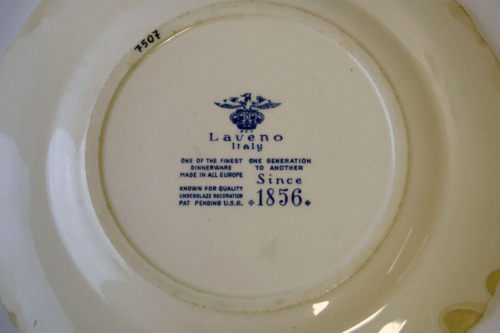 7507
Laveno
Italy
ONE OF THE FINEST
DINNERWARE
MADE IN ALL EUROPE
KNOWN FOR QUALITY
UNDERGLAZE DECORATION
PAT PENDING U.S.A.
ONE GENERATION
TO ANOTHER
Since
1856